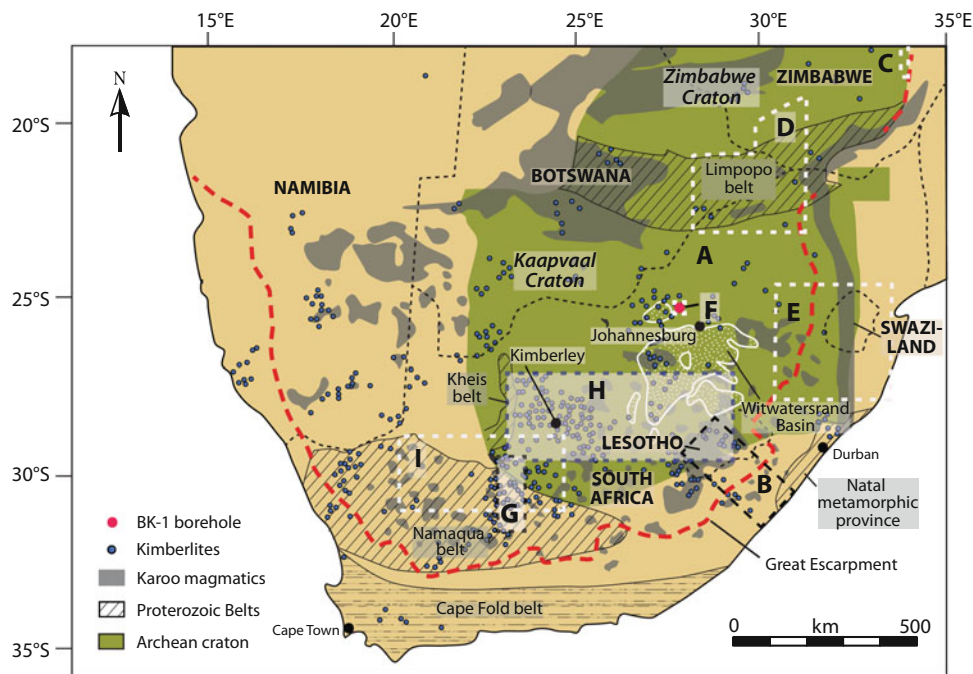 15°E 20°E 25°E 30°E 35°E
N
20°S
25°S
30°S
35°S
Zimbabwe
Craton
ZIMBABWE
C
D
BOTSWANA
Limpopo
belt
NAMIBIA
A
Kaapvaal
Craton
F
E
Johannesburg
SWAZI-
LAND
Kimberley
Kheis
belt
H
Witwatersrand
Basin
LESOTHO
Durban
I
SOUTH
AFRICA
B
Natal
metamorphic
province
G
Namaqua
belt
Great Escarpment
BK-1 borehole
Kimberlites
Karoo magmatics
Proterozoic Belts
Archean craton
Cape Fold belt
Cape Town
0 km 500